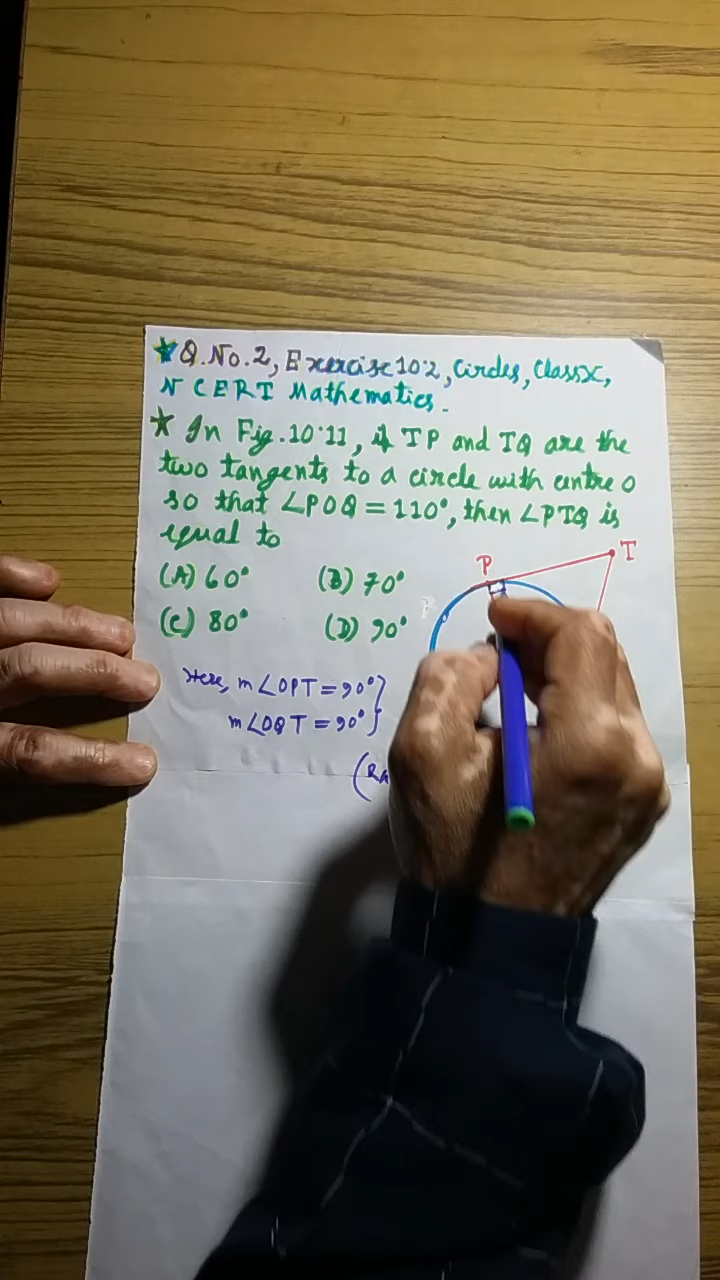 ★ Q.No.2, Exercise 10.2, Circles, Class X,
NCERT Mathematics.
★ In Fig. 10.11, if TP and TQ are the
two tangents to a circle with centre O
so that ∠POQ = 110°, then ∠PTQ is
equal to
(A) 60° (B) 70°
(C) 80° (D) 90°
P T
Here, m∠OPT = 90°}
m∠OQT = 90°}
(RA